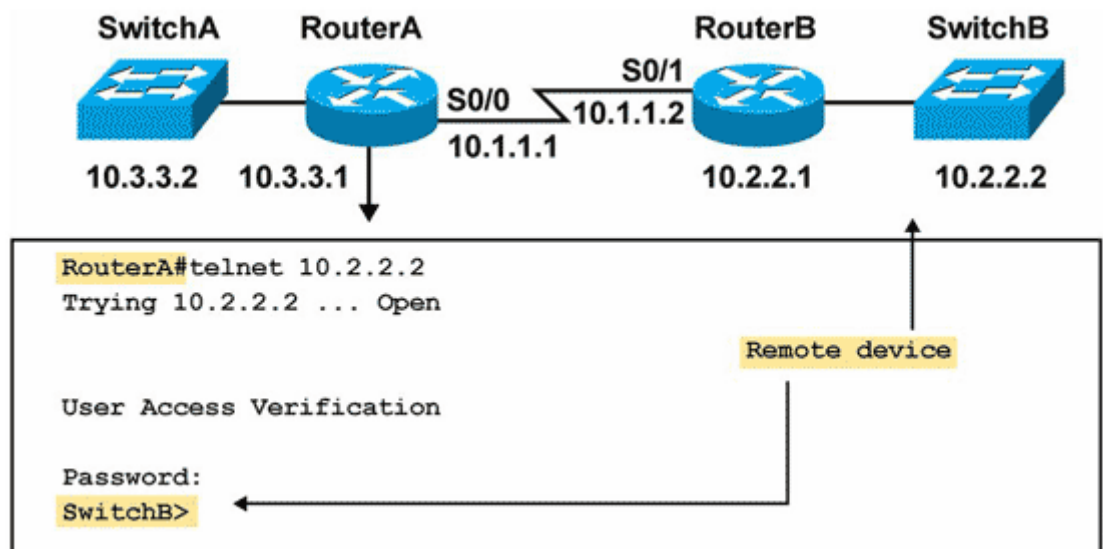 SwitchA RouterA RouterB SwitchB
S0/1
S0/0
10.1.1.2
10.1.1.1
10.3.3.2 10.3.3.1 10.2.2.1 10.2.2.2
RouterA#telnet 10.2.2.2
Trying 10.2.2.2 ... Open
Remote device
User Access Verification
Password:
SwitchB>